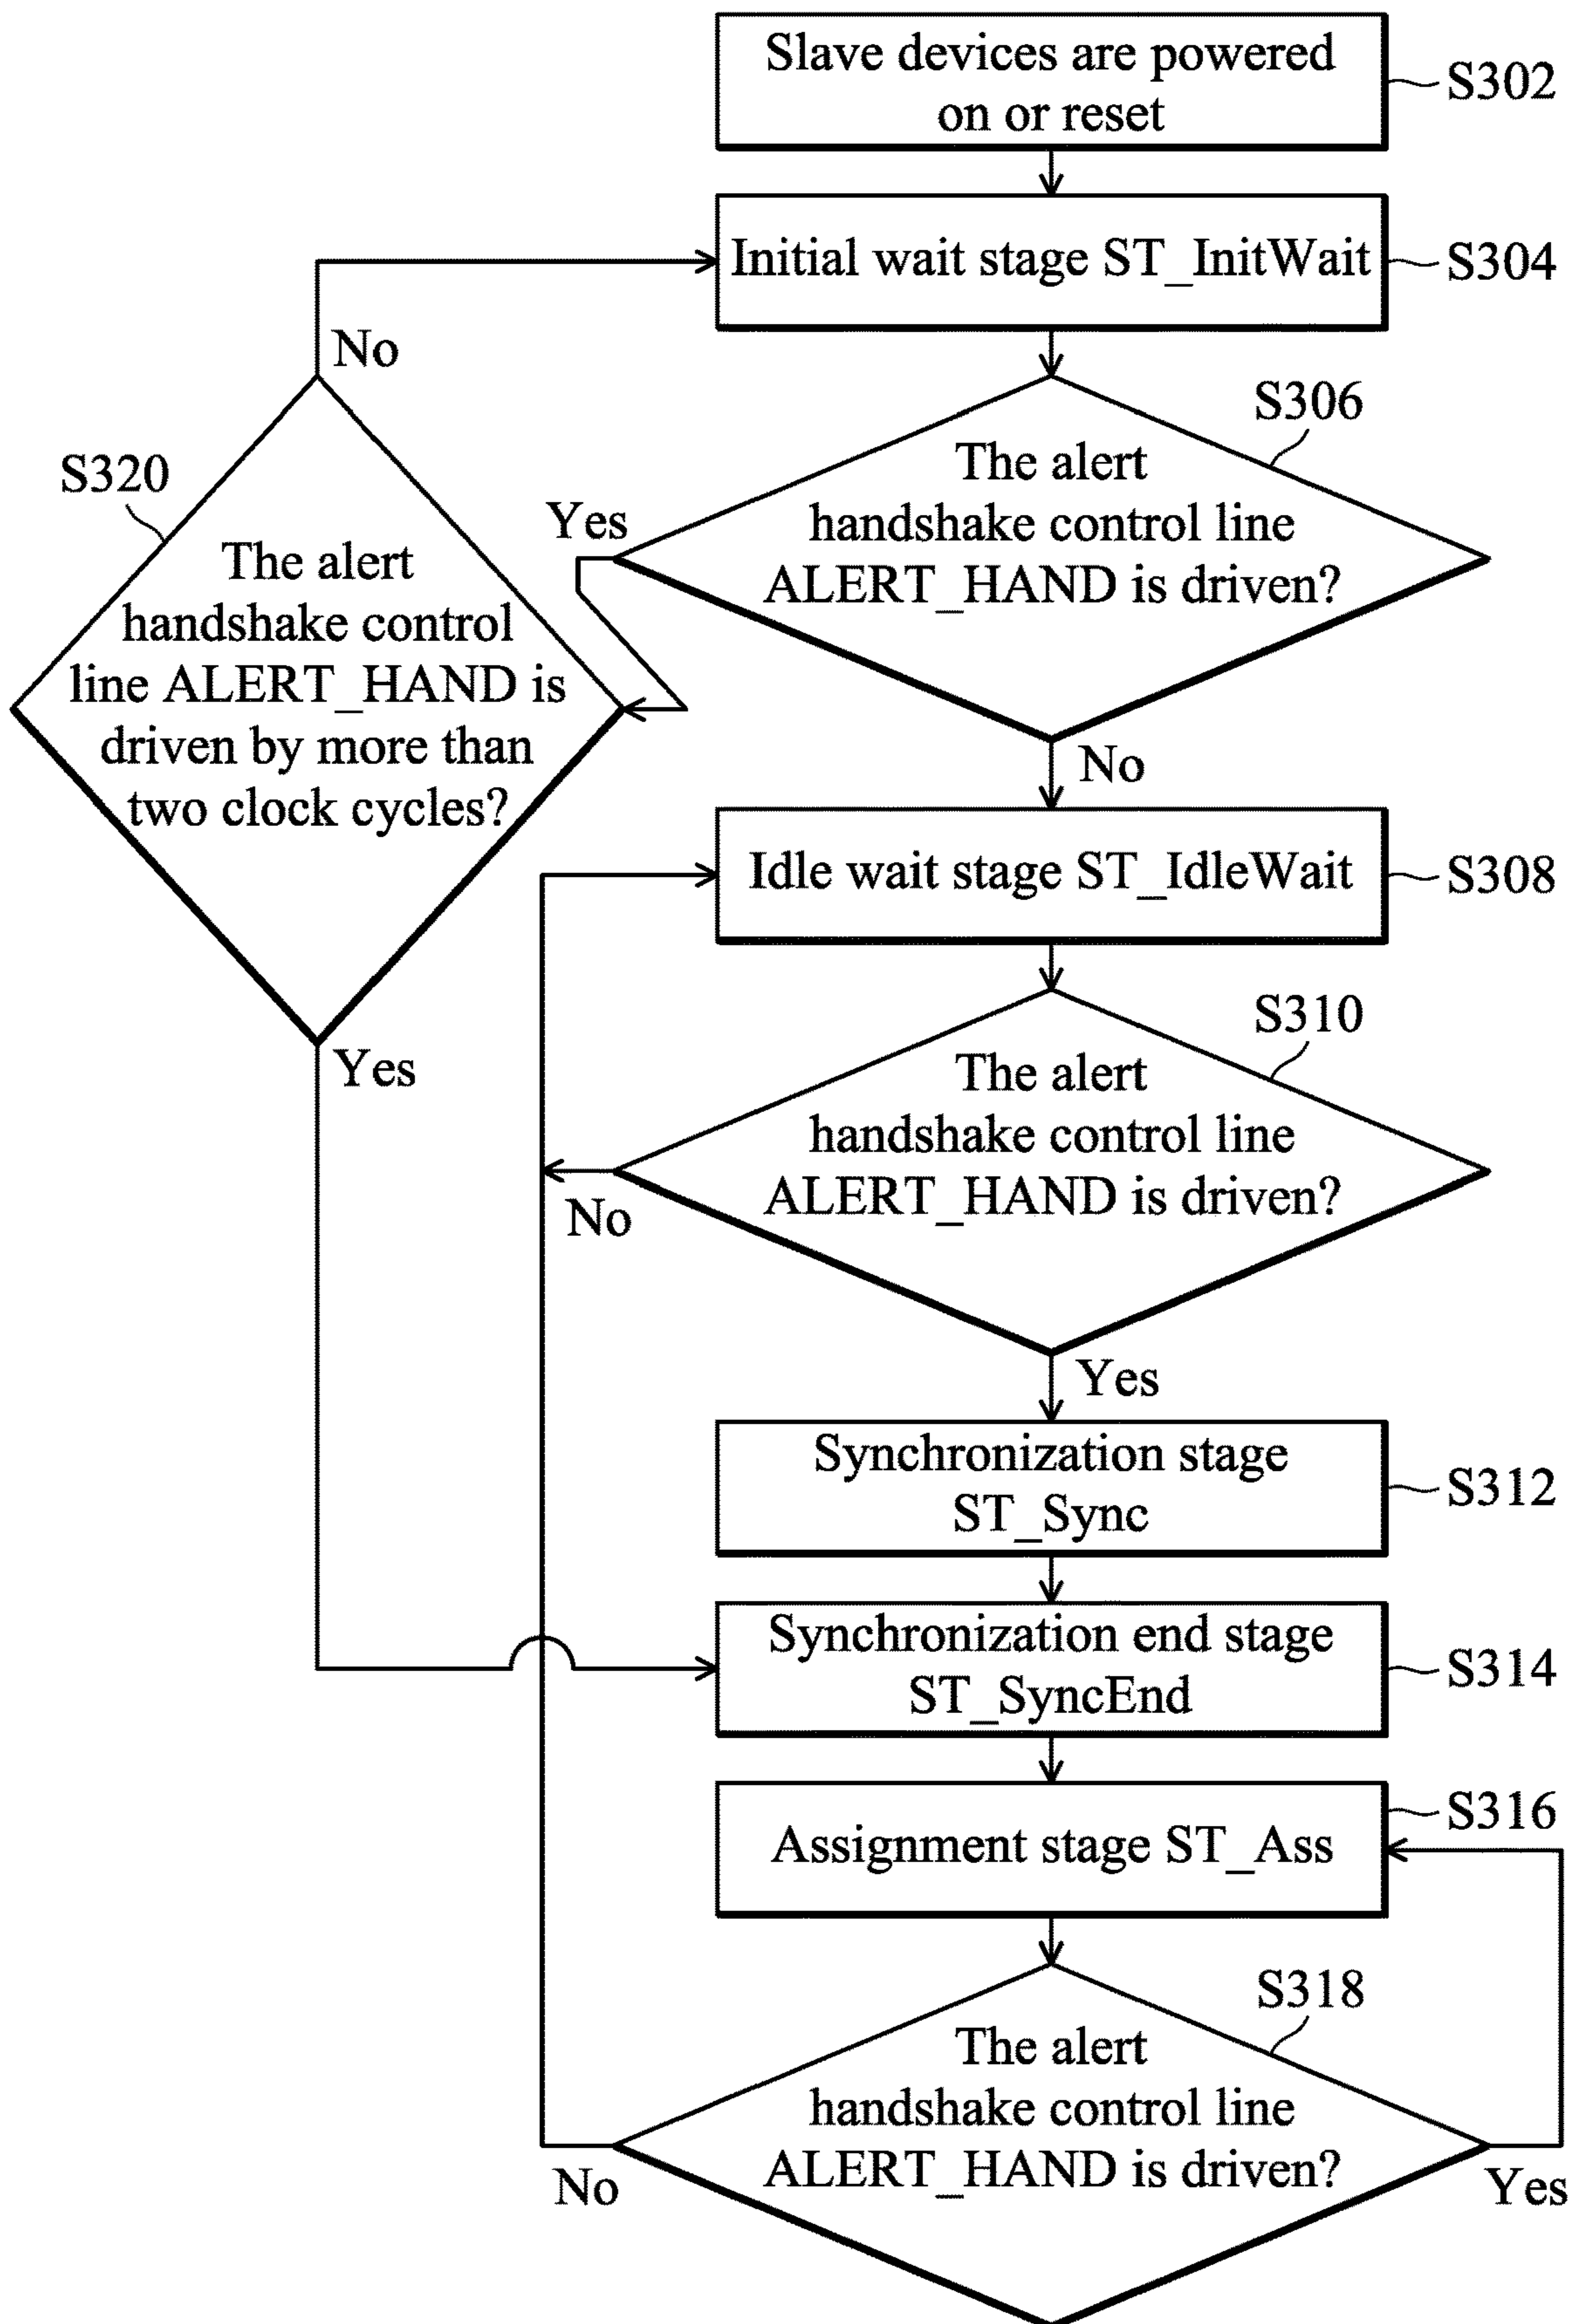 Slave devices are powered
on or reset
S302
Initial wait stage ST_InitWait
S304
No
S306
The alert
handshake control line
ALERT_HAND is driven?
Yes
S320
The alert
handshake control
line ALERT_HAND is
driven by more than
two clock cycles?
No
Idle wait stage ST_IdleWait
S308
S310
The alert
handshake control line
ALERT_HAND is driven?
Yes
No
Yes
Synchronization stage
ST_Sync
S312
Synchronization end stage
ST_SyncEnd
S314
Assignment stage ST_Ass
S316
S318
The alert
handshake control line
ALERT_HAND is driven?
No
Yes